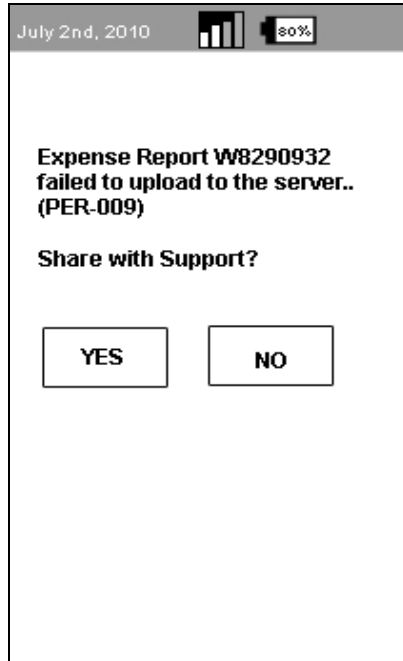 July 2nd, 2010
80%
Expense Report W8290932
failed to upload to the server..
(PER-009)
Share with Support?
YES
NO